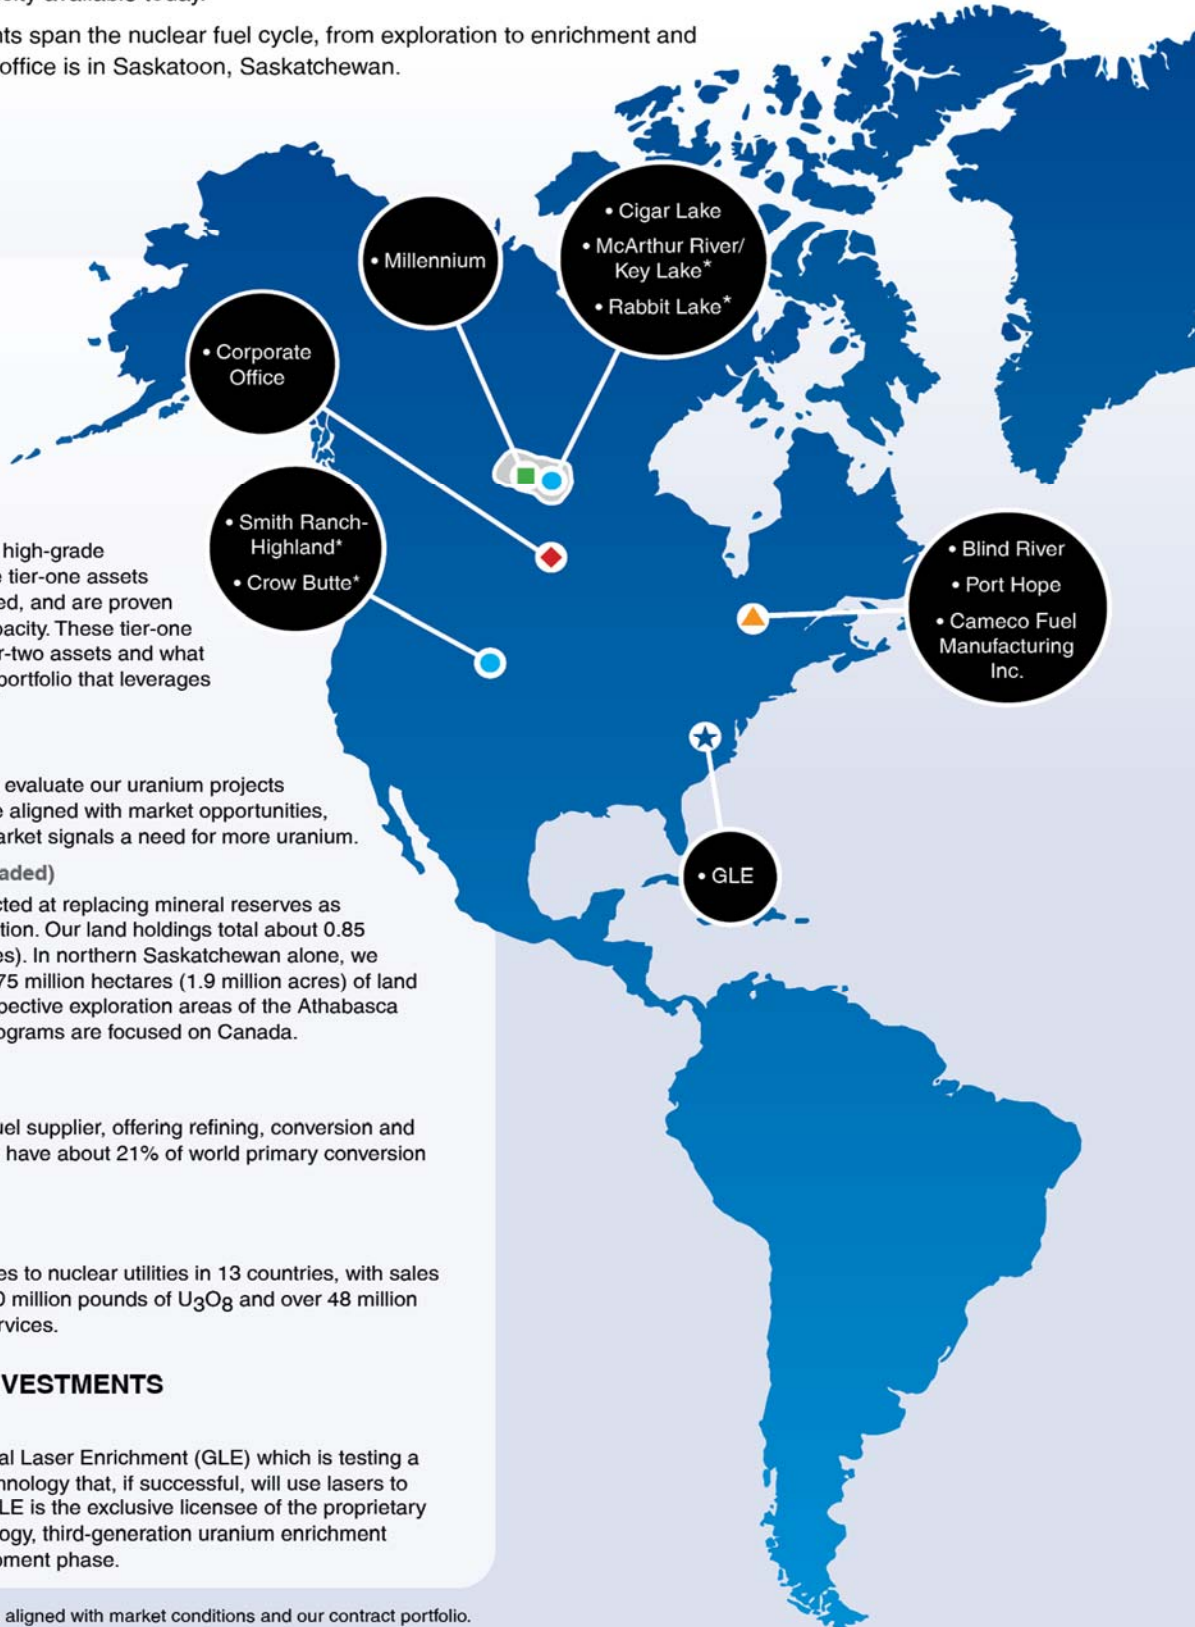 available today.
nts span the nuclear fuel cycle, from exploration to enrichment and
office is in Saskatoon, Saskatchewan.
• Cigar Lake
• McArthur River/
Key Lake*
• Rabbit Lake*
• Millennium
• Corporate
Office
• Smith Ranch-
Highland*
• Crow Butte*
• Blind River
• Port Hope
• Cameco Fuel
Manufacturing
Inc.
• GLE
high-grade
e tier-one assets
ed, and are proven
pacity. These tier-one
r-two assets and what
portfolio that leverages
evaluate our uranium projects
e aligned with market opportunities,
arket signals a need for more uranium.
aded)
cted at replacing mineral reserves as
tion. Our land holdings total about 0.85
es). In northern Saskatchewan alone, we
75 million hectares (1.9 million acres) of land
spective exploration areas of the Athabasca
ograms are focused on Canada.
uel supplier, offering refining, conversion and
have about 21% of world primary conversion
es to nuclear utilities in 13 countries, with sales
0 million pounds of U3O8 and over 48 million
rvices.
VESTMENTS
al Laser Enrichment (GLE) which is testing a
hnology that, if successful, will use lasers to
LE is the exclusive licensee of the proprietary
ogy, third-generation uranium enrichment
pment phase.
aligned with market conditions and our contract portfolio.